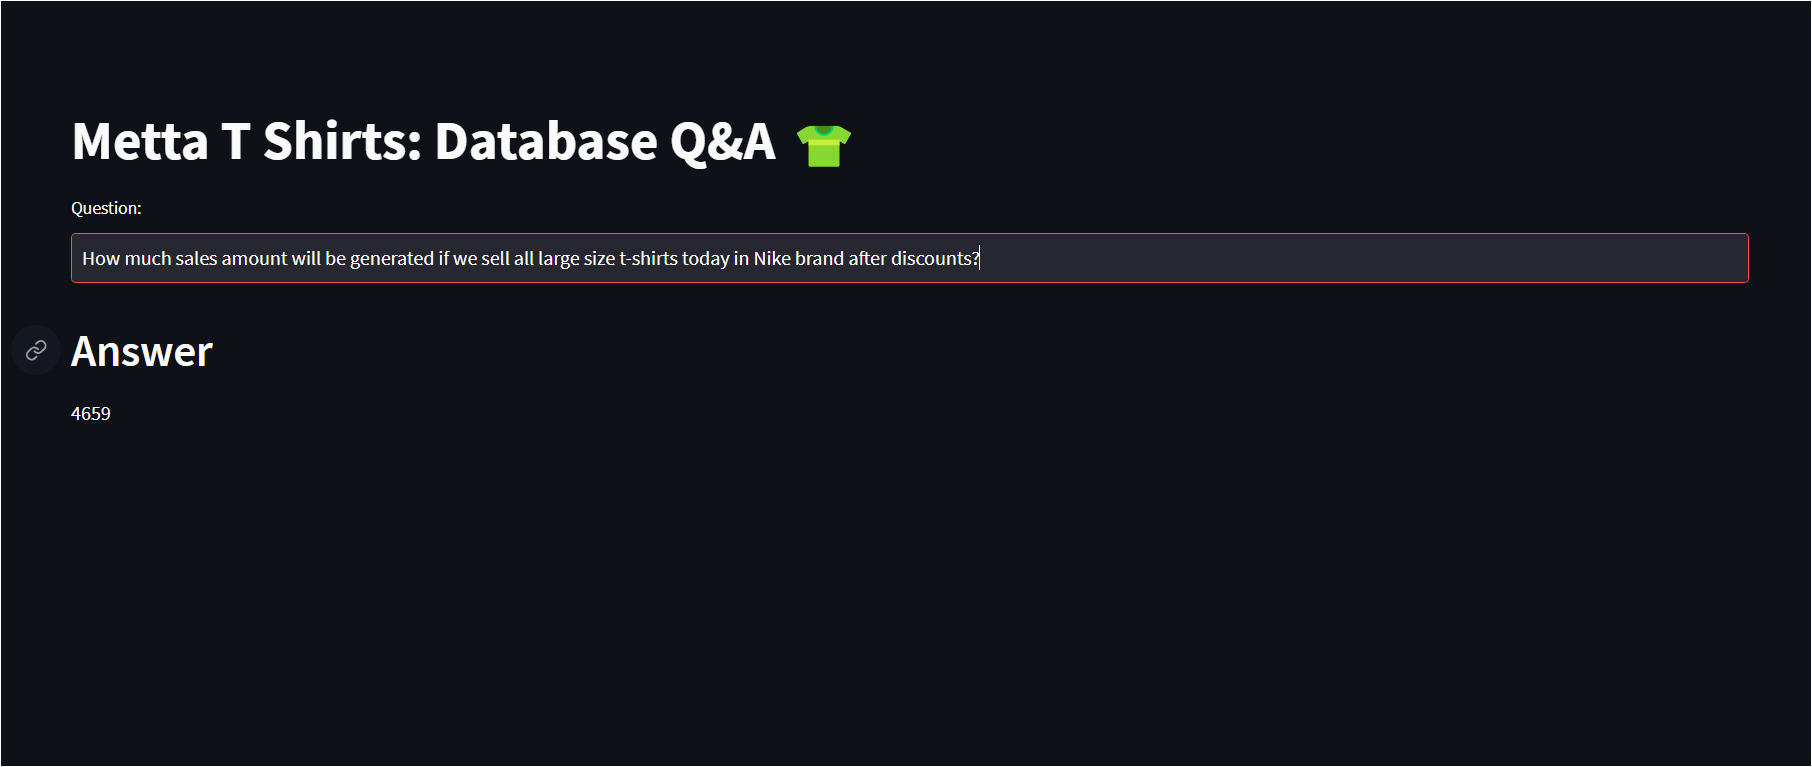 Metta T Shirts: Database Q&A
Question:
How much sales amount will be generated if we sell all large size t-shirts today in Nike brand after discounts?
Answer
4659